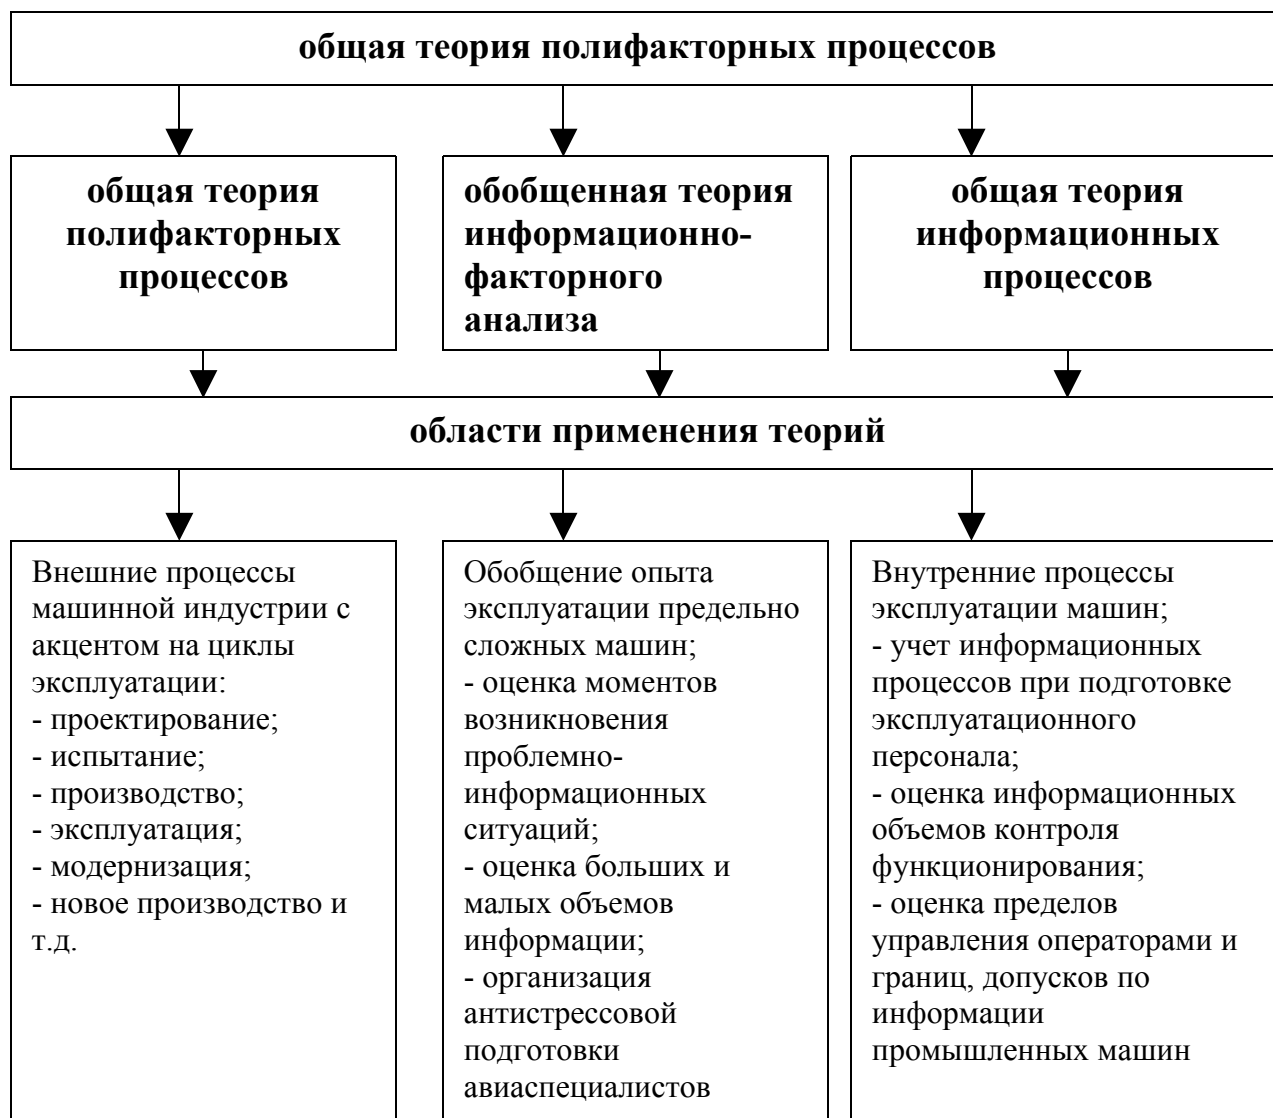 общая теория полифакторных процессов
общая теория
полифакторных
процессов
обобщенная теория
информационно-
факторного
анализа
общая теория
информационных
процессов
области применения теорий
Внешние процессы
машинной индустрии с
акцентом на циклы
эксплуатации:
- проектирование;
- испытание;
- производство;
- эксплуатация;
- модернизация;
- новое производство и
т.д.
Обобщение опыта
эксплуатации предельно
сложных машин;
- оценка моментов
возникновения
проблемно-
информационных
ситуаций;
- оценка больших и
малых объемов
информации;
- организация
антистрессовой
подготовки
авиаспециалистов
Внутренние процессы
эксплуатации машин;
- учет информационных
процессов при подготовке
эксплуатационного
персонала;
- оценка информационных
объемов контроля
функционирования;
- оценка пределов
управления операторами и
границ, допусков по
информации
промышленных машин